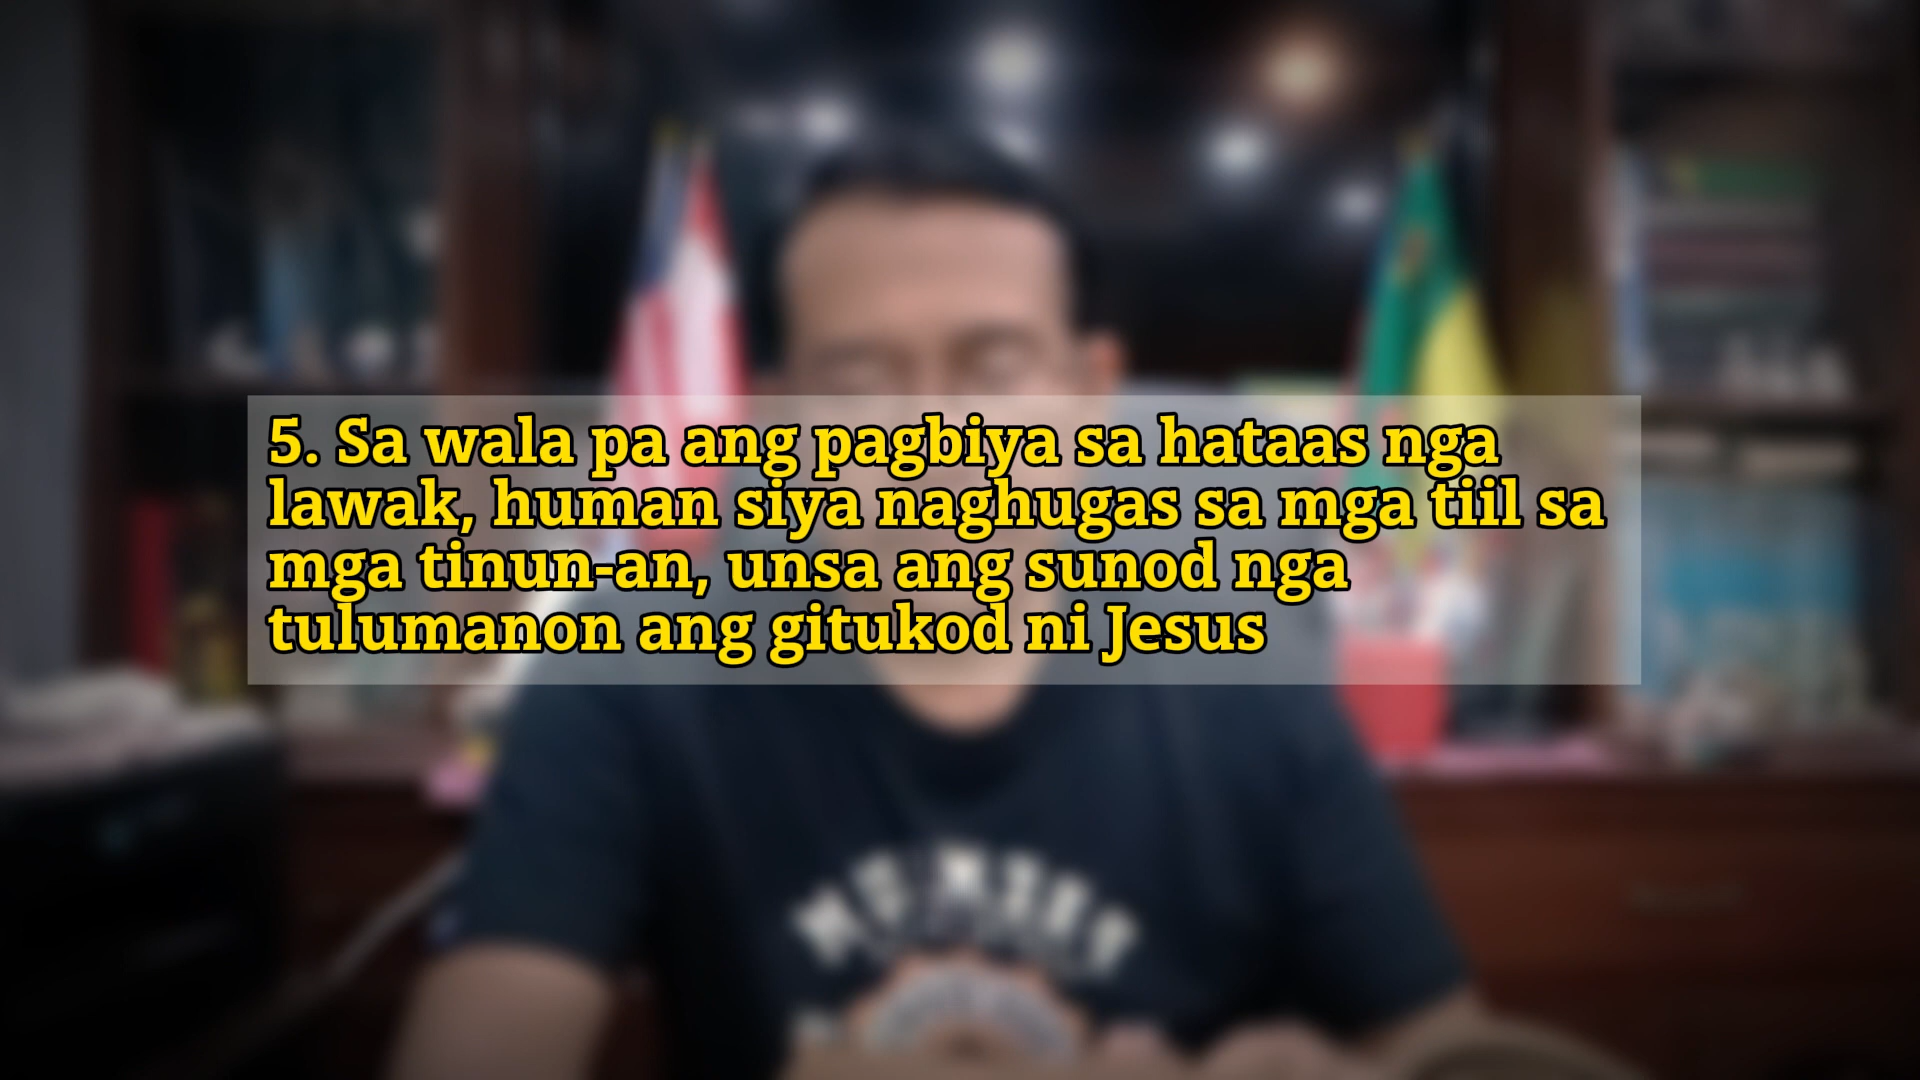 5. Sa wala pa ang pagbiya sa hataas nga
lawak, human siya naghugas sa mga tiil sa
mga tinun-an, unsa ang sunod nga
tulumanon ang gitukod ni Jesus